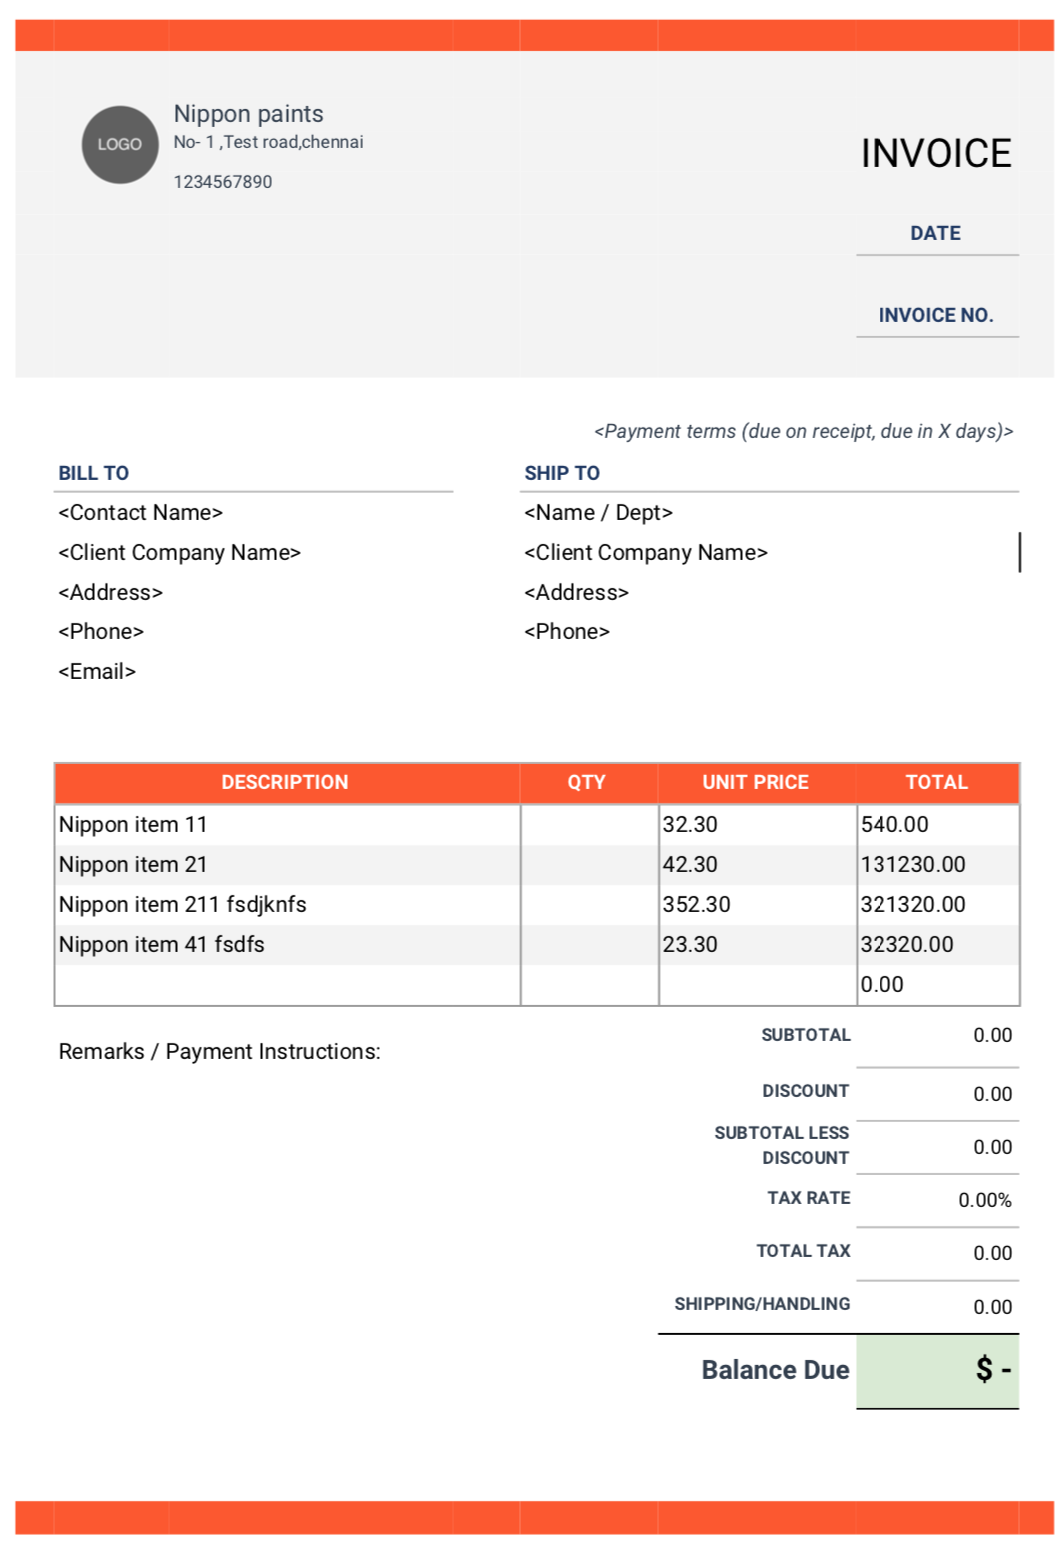 LOGO
Nippon paints
No- 1 ,Test road,chennai
1234567890
INVOICE
DATE
INVOICE NO.
<Payment terms (due on receipt, due in X days)>
BILL TO SHIP TO
<Contact Name> <Name / Dept>
<Client Company Name> <Client Company Name>
<Address> <Address>
<Phone> <Phone>
<Email>
DESCRIPTION QTY UNIT PRICE TOTAL
Nippon item 11 32.30 540.00
Nippon item 21 42.30 131230.00
Nippon item 211 fsdjknfs 352.30 321320.00
Nippon item 41 fsdfs 23.30 32320.00
0.00
Remarks / Payment Instructions:
SUBTOTAL 0.00
DISCOUNT 0.00
SUBTOTAL LESS
DISCOUNT 0.00
TAX RATE 0.00%
TOTAL TAX 0.00
SHIPPING/HANDLING 0.00
Balance Due $ -